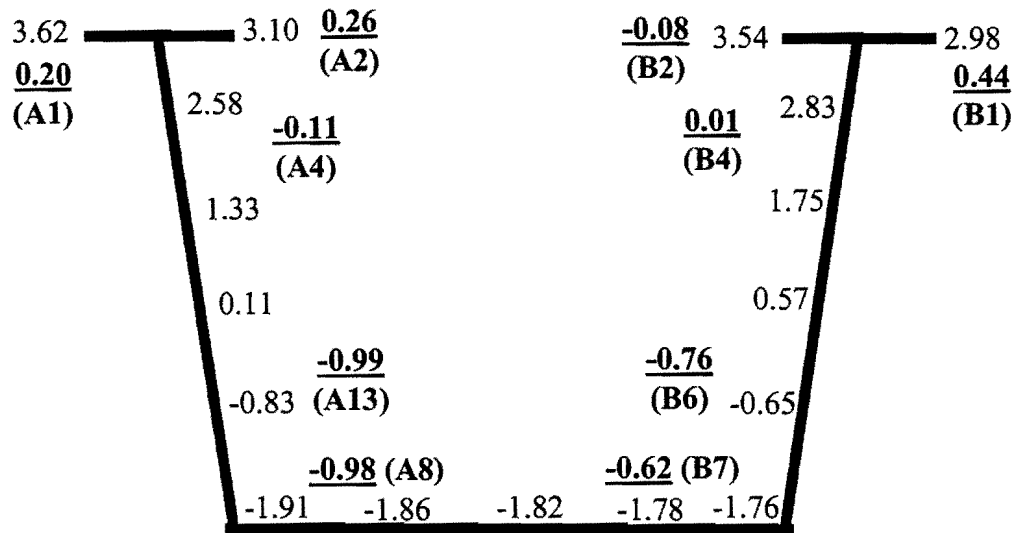 3.62 3.10 0.26 -0.08 3.54 2.98
(A2) (B2)
0.20 0.44
(A1) (B1)
2.58 2.83
-0.11 0.01
(A4) (B4)
1.33 1.75
0.11 0.57
-0.99 -0.76
-0.83 (A13) (B6) -0.65
-0.98 (A8) -0.62 (B7)
-1.91 -1.86 -1.82 -1.78 -1.76